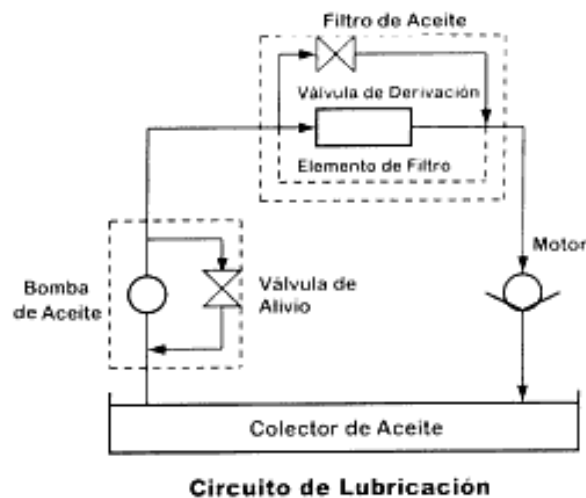 Filtro de Aceite
Válvula de Derivación
Elemento de Filtro
Motor
Bomba
de Aceite
Válvula de
Alivio
Colector de Aceite
Circuito de Lubricación